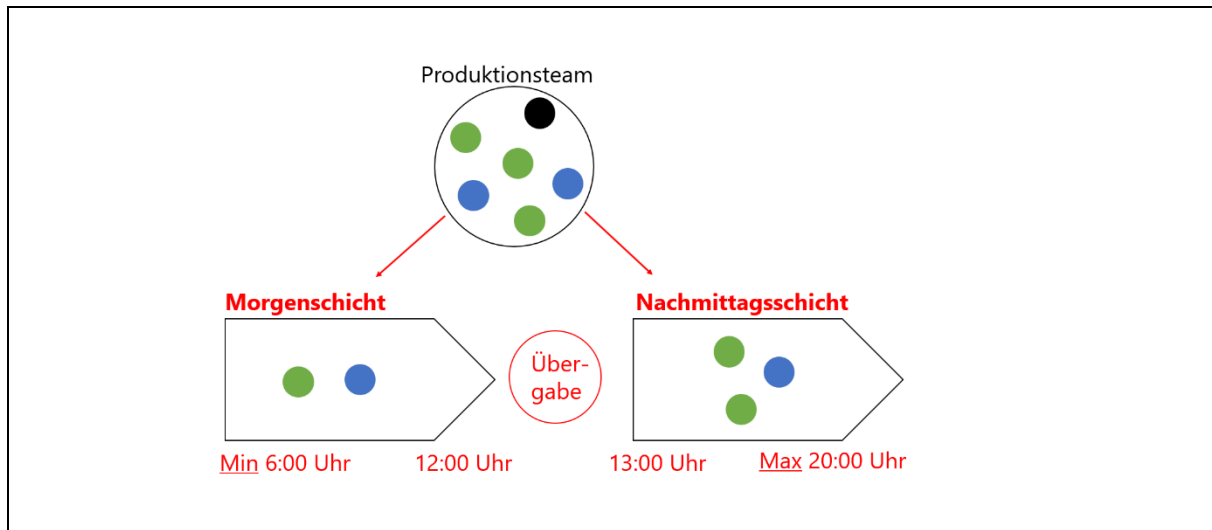 Produktionsteam
Morgenschicht
Nachmittagsschicht
Über-
gabe
Min 6:00 Uhr
12:00 Uhr
13:00 Uhr
Max 20:00 Uhr